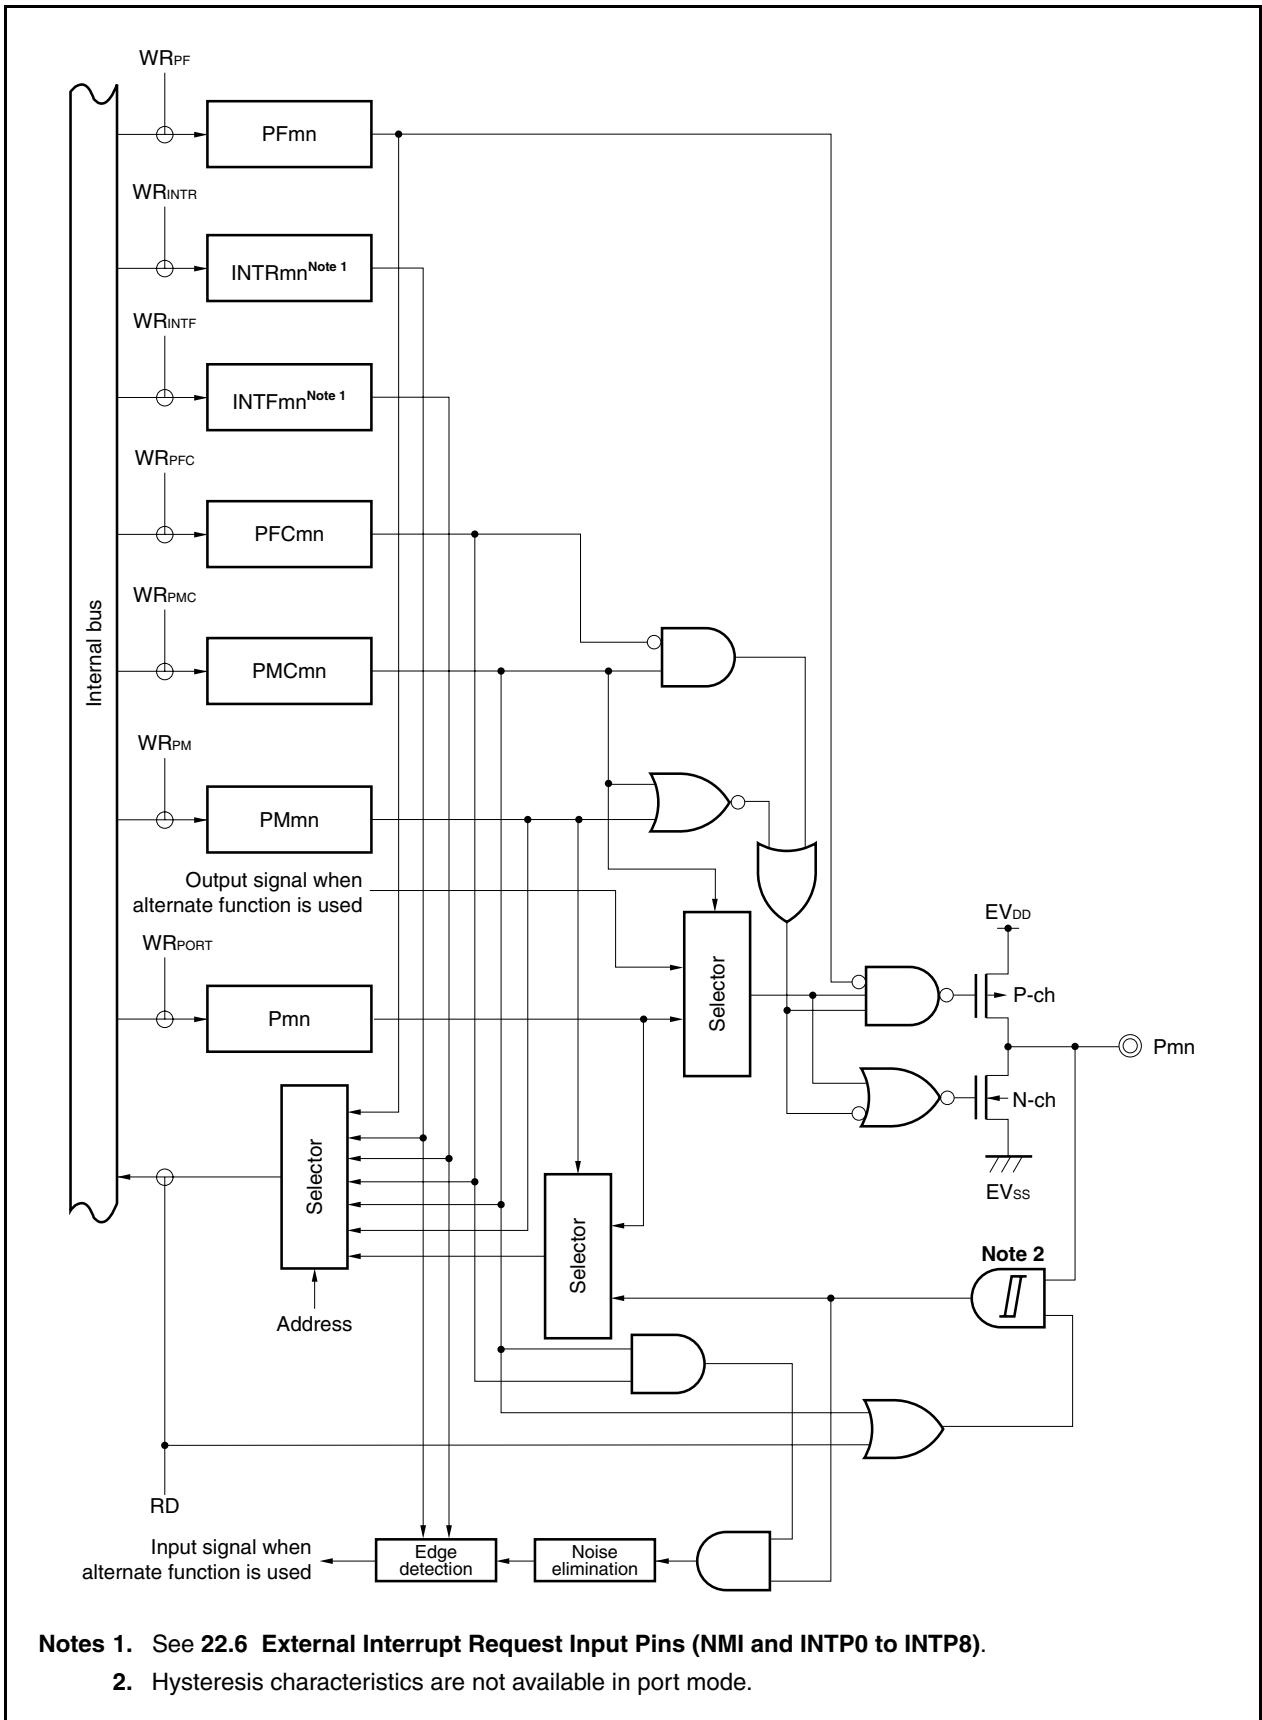 WRPF
PFmn
WRINTR
INTRmnNote 1
WRINTF
INTFmnNote 1
WRPFC
PFCmn
WRPMC
PMCmn
Internal bus
WRPM
PMmn
Output signal when
alternate function is used
WRPORT
Pmn
Selector
EVDD
P-ch
Pmn
N-ch
EVSS
Selector
Selector
Note 2
Address
RD
Input signal when
alternate function is used
Edge
detection
Noise
elimination
Notes 1. See 22.6 External Interrupt Request Input Pins (NMI and INTP0 to INTP8).
2. Hysteresis characteristics are not available in port mode.